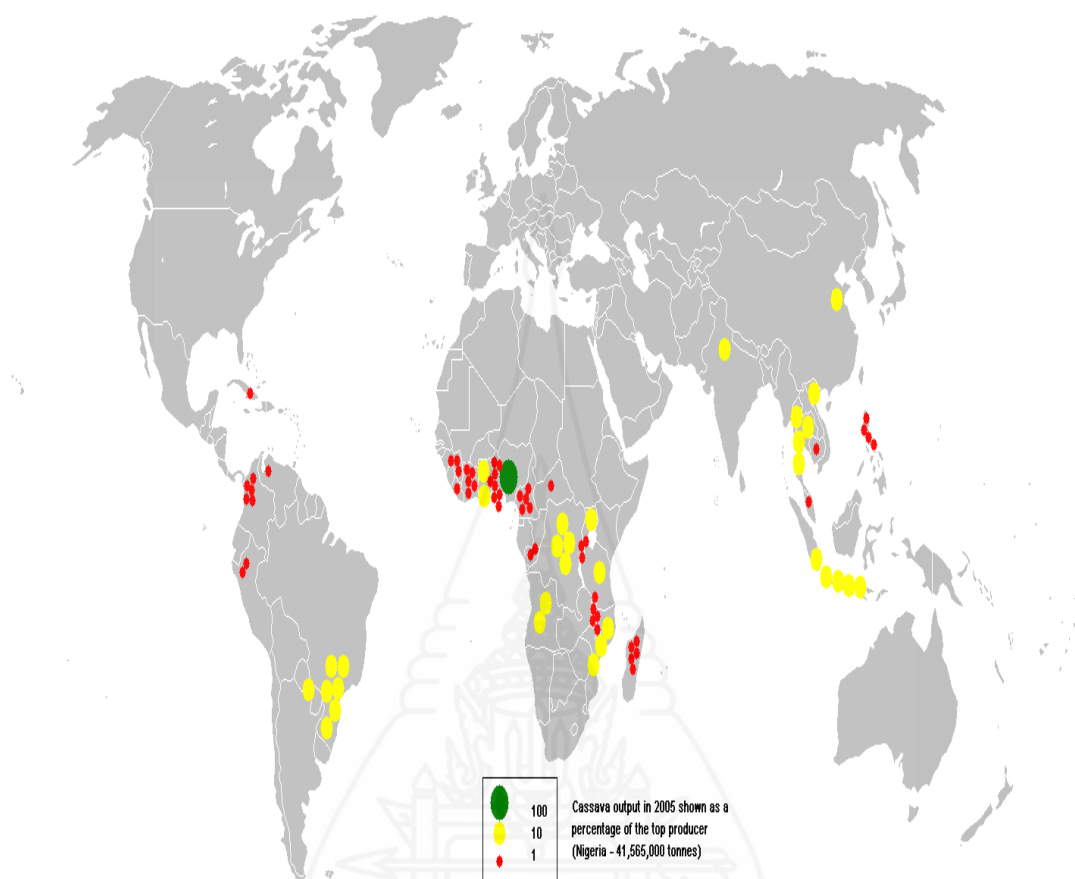 100
10
1
Cassava output in 2005 shown as a
percentage of the top producer
(Nigeria - 41,565,000 tonnes)